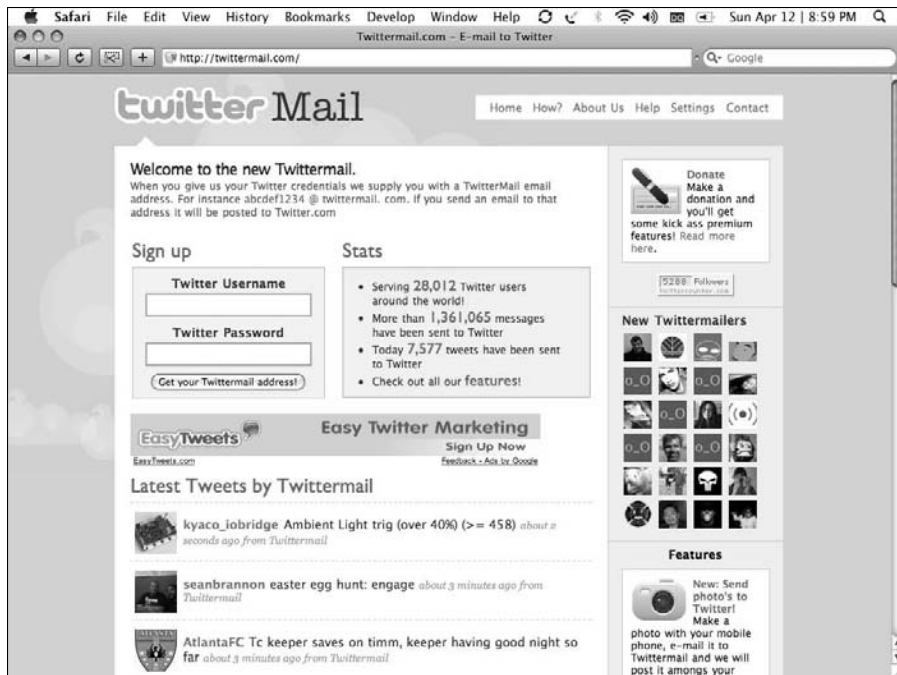 Safari File Edit View History Bookmarks Develop Window Help Sun Apr 12 | 8:59 PM
Twittermail.com – E-mail to Twitter
http://twittermail.com/
Google
twitter Mail
Home How? About Us Help Settings Contact
Welcome to the new Twittermail.
When you give us your Twitter credentials we supply you with a TwitterMail email
address. For instance abcdef1234 @ twittermail. com. if you send an email to that
address it will be posted to Twitter.com
Sign up
Twitter Username
Twitter Password
Get your Twittermail address!
Stats
• Serving 28,012 Twitter users
around the world!
• More than 1,361,065 messages
have been sent to Twitter
• Today 7,577 tweets have been sent
to Twitter
• Check out all our features!
EasyTweets
Easy Twitter Marketing
Sign Up Now
EasyTweets.com
Feedback - Ads by Google
Latest Tweets by Twittermail
kyaco_iobridge Ambient Light trig (over 40%) (>= 458) about 2
seconds ago from Twittermail
seanbrannon easter egg hunt: engage about 3 minutes ago from
Twittermail
ATLANTA
AtlantaFC Tc keeper saves on timm, keeper having good night so
far about 3 minutes ago from Twittermail
Donate
Make a
donation and
you'll get
some kick ass premium
features! Read more
here.
5288 Followers
twittercounter.com
New Twittermailers
o_O o_O
o_O
o_O o_O
Features
New: Send
photo's to
Twitter!
Make a
photo with your mobile
phone, e-mail it to
Twittermail and we will
post it amongs your